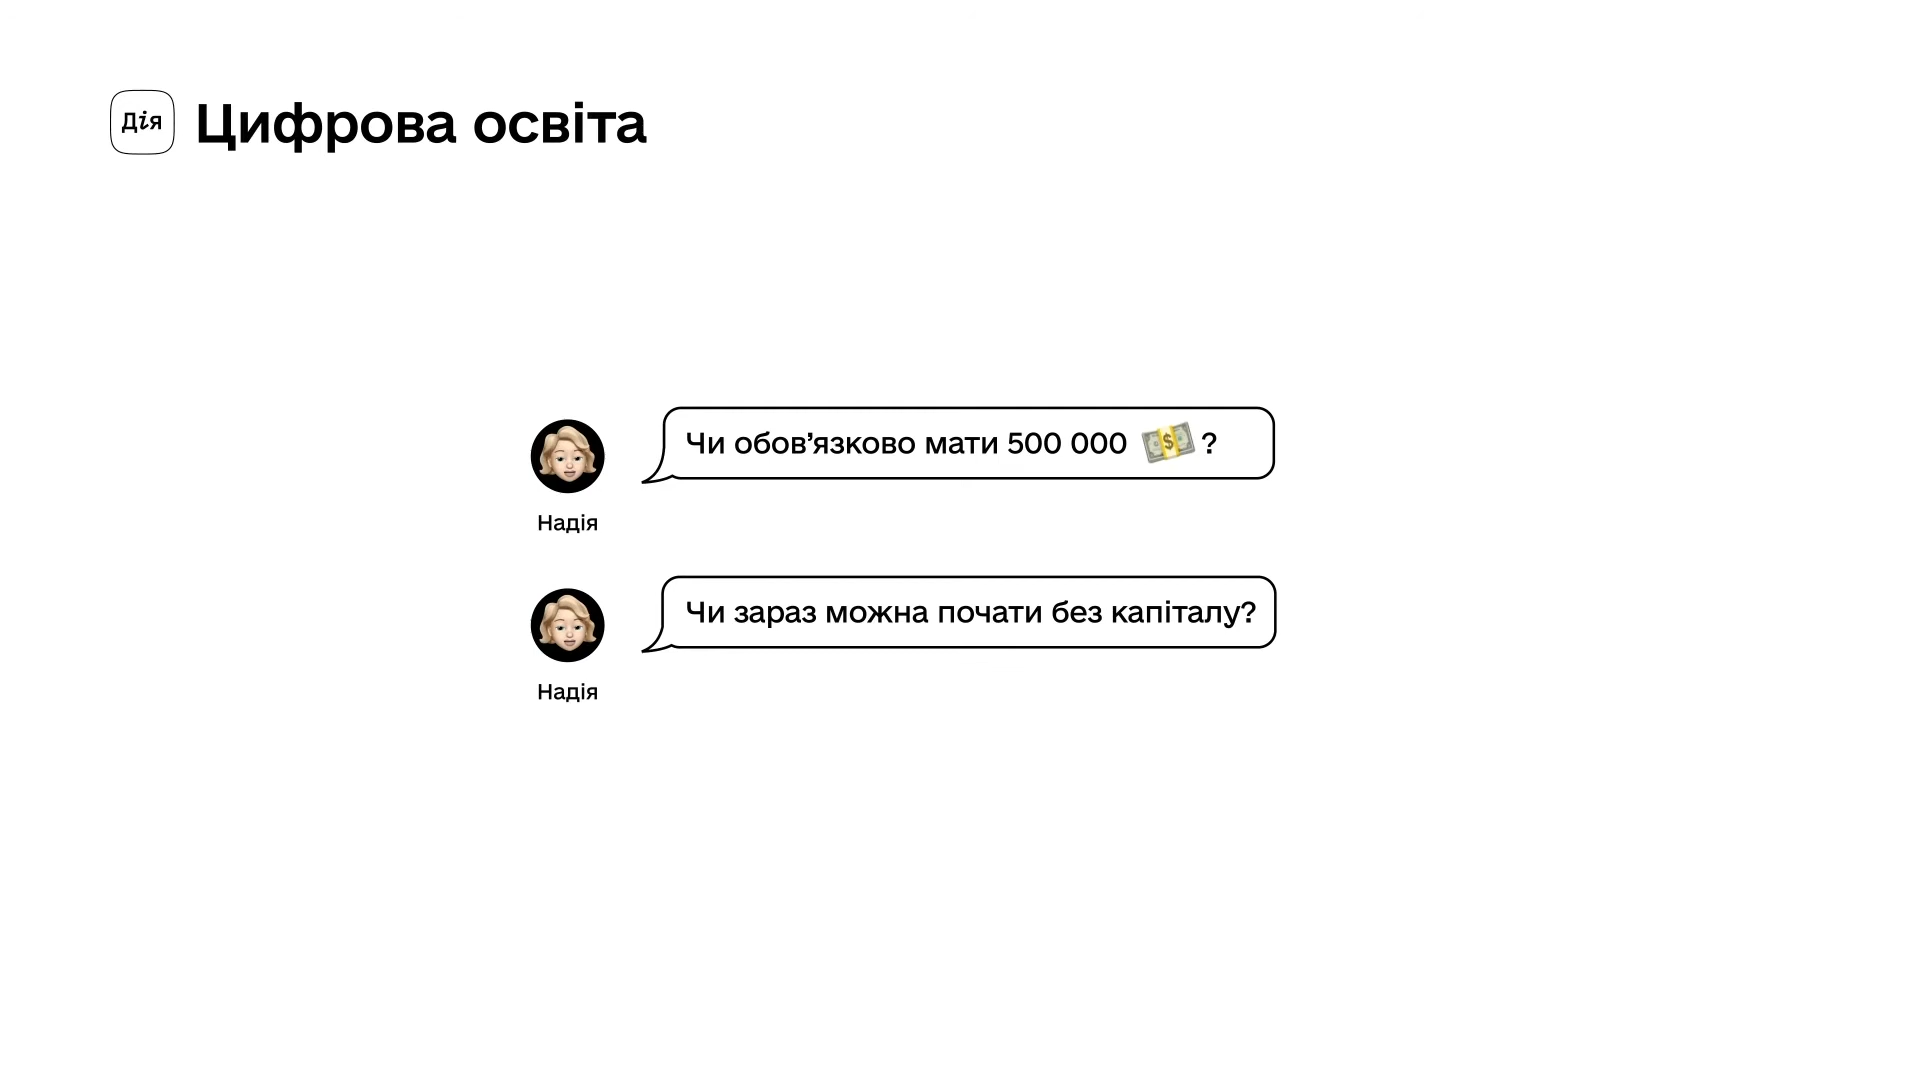 Дія Цифрова освіта
Чи обов’язково мати 500 000 💵 ?
Надія
Чи зараз можна почати без капіталу?
Надія